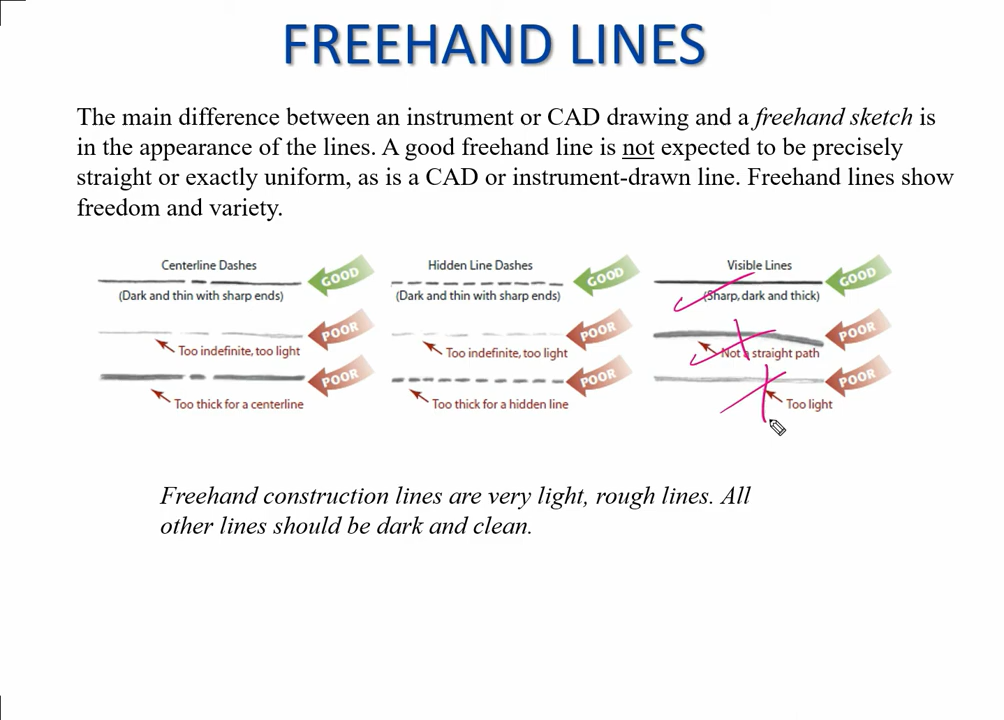 FREEHAND LINES
The main difference between an instrument or CAD drawing and a freehand sketch is
in the appearance of the lines. A good freehand line is not expected to be precisely
straight or exactly uniform, as is a CAD or instrument-drawn line. Freehand lines show
freedom and variety.
Centerline Dashes
GOOD
(Dark and thin with sharp ends)
POOR
Too indefinite, too light
POOR
Too thick for a centerline
Hidden Line Dashes
GOOD
(Dark and thin with sharp ends)
POOR
Too indefinite, too light
POOR
Too thick for a hidden line
Visible Lines
GOOD
(Sharp, dark and thick)
POOR
Not a straight path
POOR
Too light
Freehand construction lines are very light, rough lines. All
other lines should be dark and clean.